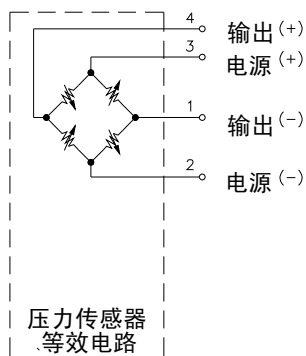 4 输出(+)
3 电源(+)
1 输出(−)
2 电源(−)
压力传感器
等效电路